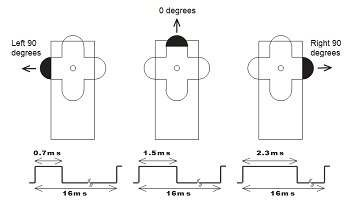 0 degrees
Left 90
degrees
Right 90
degrees
0.7ms
1.5ms
2.3ms
16ms
16ms
16ms